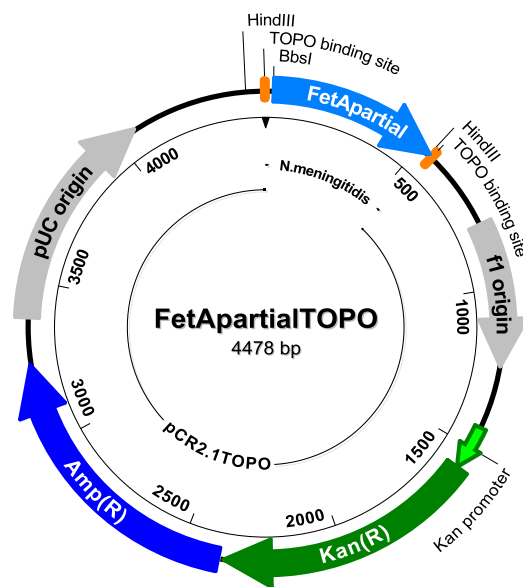 HindIII
TOPO binding site
BbsI
FetApartial
HindIII
TOPO binding site
N.meningitidis
500
4000
pUC origin
f1 origin
3500
1000
FetApartialTOPO
4478 bp
pCR2.1TOPO
3000
1500
Kan promoter
2500
2000
Amp(R)
Kan(R)